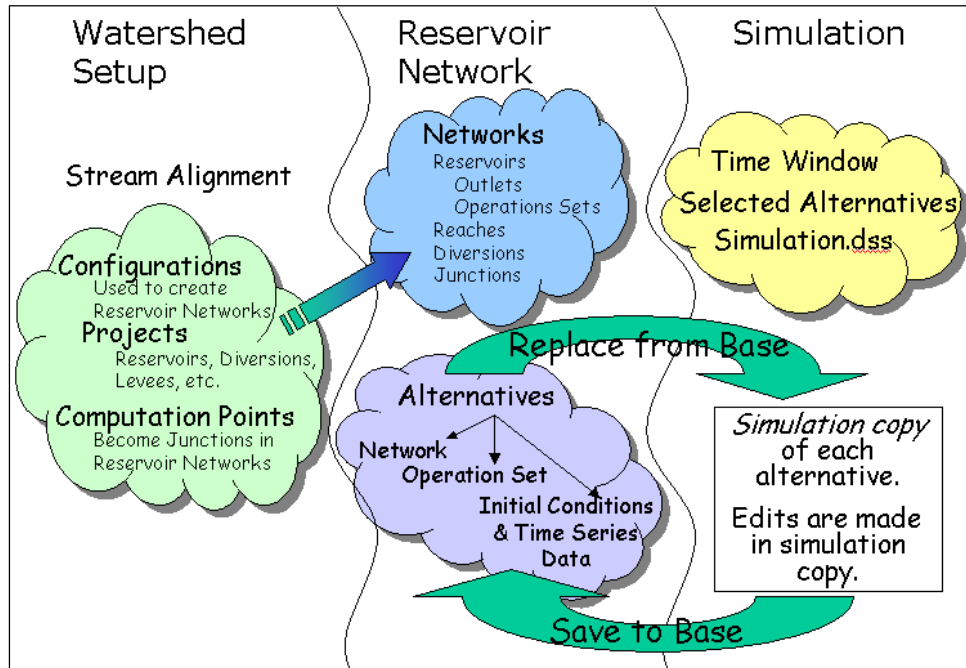 Watershed
Setup
Stream Alignment
Configurations
Used to create
Reservoir Networks
Projects
Reservoirs, Diversions,
Levees, etc.
Computation Points
Become Junctions in
Reservoir Networks
Reservoir
Network
Networks
Reservoirs
Outlets
Operations Sets
Reaches
Diversions
Junctions
Simulation
Time Window
Selected Alternatives
Simulation.dss
Replace from Base
Alternatives
Network
Operation Set
Initial Conditions
& Time Series
Data
Simulation copy
of each
alternative.
Edits are made
in simulation
copy.
Save to Base